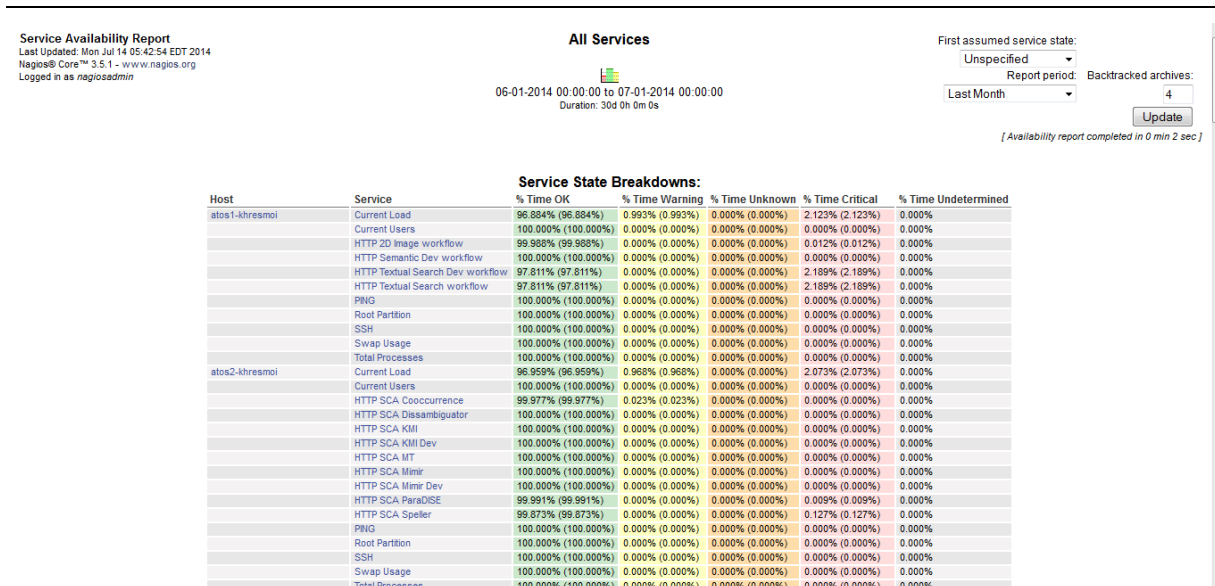 Service Availability Report
Last Updated: Mon Jul 14 05:42:54 EDT 2014
Nagios® Core™ 3.5.1 - www.nagios.org
Logged in as nagiosadmin
All Services
06-01-2014 00:00:00 to 07-01-2014 00:00:00
Duration: 30d 0h 0m 0s
First assumed service state:
Unspecified
Report period: Backtracked archives:
Last Month 4
Update
[ Availability report completed in 0 min 2 sec ]
Service State Breakdowns:
Host Service % Time OK % Time Warning % Time Unknown % Time Critical % Time Undetermined
atos1-khresmoi Current Load 96.884% (96.884%) 0.993% (0.993%) 0.000% (0.000%) 2.123% (2.123%) 0.000%
Current Users 100.000% (100.000%) 0.000% (0.000%) 0.000% (0.000%) 0.000% (0.000%) 0.000%
HTTP 2D Image workflow 99.988% (99.988%) 0.000% (0.000%) 0.000% (0.000%) 0.012% (0.012%) 0.000%
HTTP Semantic Dev workflow 100.000% (100.000%) 0.000% (0.000%) 0.000% (0.000%) 0.000% (0.000%) 0.000%
HTTP Textual Search Dev workflow 97.811% (97.811%) 0.000% (0.000%) 0.000% (0.000%) 2.189% (2.189%) 0.000%
HTTP Textual Search workflow 97.811% (97.811%) 0.000% (0.000%) 0.000% (0.000%) 2.189% (2.189%) 0.000%
PING 100.000% (100.000%) 0.000% (0.000%) 0.000% (0.000%) 0.000% (0.000%) 0.000%
Root Partition 100.000% (100.000%) 0.000% (0.000%) 0.000% (0.000%) 0.000% (0.000%) 0.000%
SSH 100.000% (100.000%) 0.000% (0.000%) 0.000% (0.000%) 0.000% (0.000%) 0.000%
Swap Usage 100.000% (100.000%) 0.000% (0.000%) 0.000% (0.000%) 0.000% (0.000%) 0.000%
Total Processes 100.000% (100.000%) 0.000% (0.000%) 0.000% (0.000%) 0.000% (0.000%) 0.000%
atos2-khresmoi Current Load 96.959% (96.959%) 0.968% (0.968%) 0.000% (0.000%) 2.073% (2.073%) 0.000%
Current Users 100.000% (100.000%) 0.000% (0.000%) 0.000% (0.000%) 0.000% (0.000%) 0.000%
HTTP SCA Cooccurrence 99.977% (99.977%) 0.023% (0.023%) 0.000% (0.000%) 0.000% (0.000%) 0.000%
HTTP SCA Dissambiguator 100.000% (100.000%) 0.000% (0.000%) 0.000% (0.000%) 0.000% (0.000%) 0.000%
HTTP SCA KMI 100.000% (100.000%) 0.000% (0.000%) 0.000% (0.000%) 0.000% (0.000%) 0.000%
HTTP SCA KMI Dev 100.000% (100.000%) 0.000% (0.000%) 0.000% (0.000%) 0.000% (0.000%) 0.000%
HTTP SCA MT 100.000% (100.000%) 0.000% (0.000%) 0.000% (0.000%) 0.000% (0.000%) 0.000%
HTTP SCA Mimir 100.000% (100.000%) 0.000% (0.000%) 0.000% (0.000%) 0.000% (0.000%) 0.000%
HTTP SCA Mimir Dev 100.000% (100.000%) 0.000% (0.000%) 0.000% (0.000%) 0.000% (0.000%) 0.000%
HTTP SCA ParaDISE 99.991% (99.991%) 0.000% (0.000%) 0.000% (0.000%) 0.009% (0.009%) 0.000%
HTTP SCA Speller 99.873% (99.873%) 0.000% (0.000%) 0.000% (0.000%) 0.127% (0.127%) 0.000%
PING 100.000% (100.000%) 0.000% (0.000%) 0.000% (0.000%) 0.000% (0.000%) 0.000%
Root Partition 100.000% (100.000%) 0.000% (0.000%) 0.000% (0.000%) 0.000% (0.000%) 0.000%
SSH 100.000% (100.000%) 0.000% (0.000%) 0.000% (0.000%) 0.000% (0.000%) 0.000%
Swap Usage 100.000% (100.000%) 0.000% (0.000%) 0.000% (0.000%) 0.000% (0.000%) 0.000%
Total Processes 100.000% (100.000%) 0.000% (0.000%) 0.000% (0.000%) 0.000% (0.000%) 0.000%